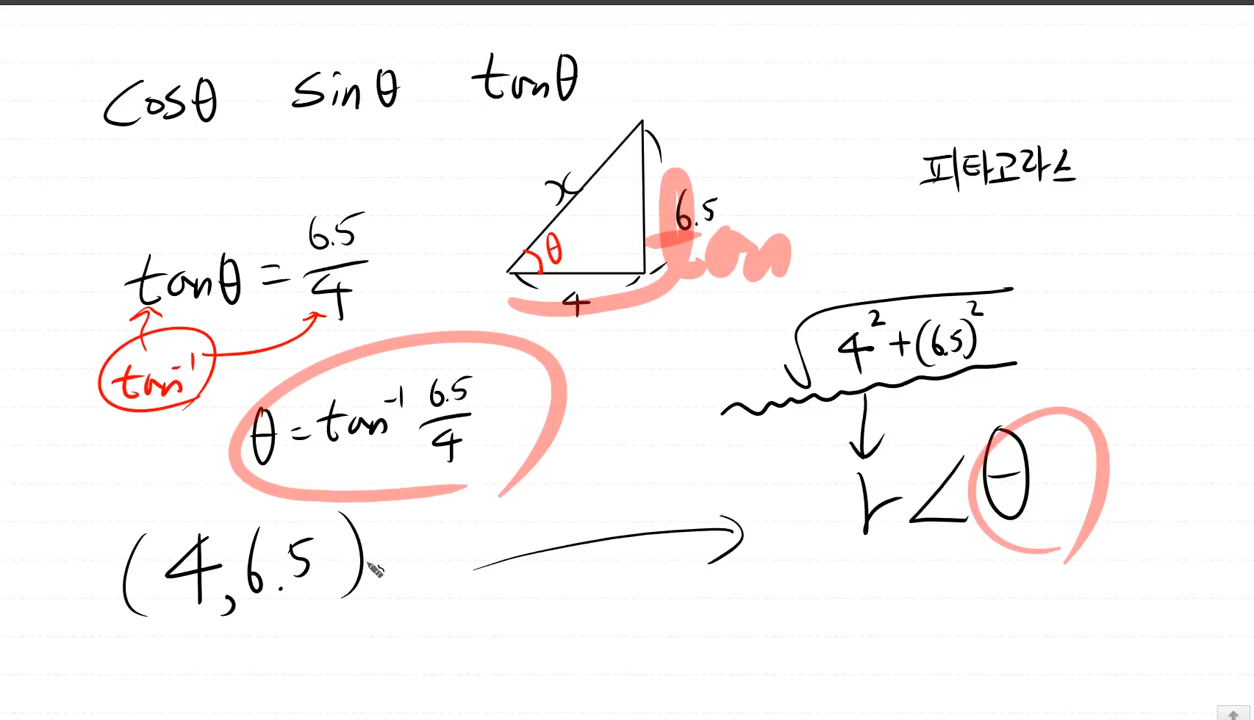 cosθ sinθ tanθ
피타고라스
x
θ
6.5
tan
4
tanθ = 6.5/4
tan⁻¹
√(4² + (6.5)²)
θ = tan⁻¹ 6.5/4
r∠θ
(4, 6.5)